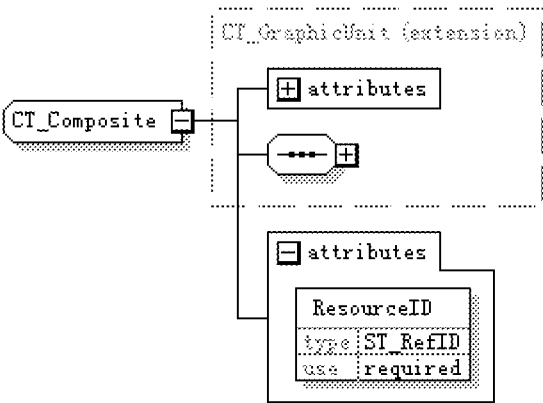 CT_GraphicUnit (extension)
attributes
CT_Composite
attributes
ResourceID
type ST_RefID
use required